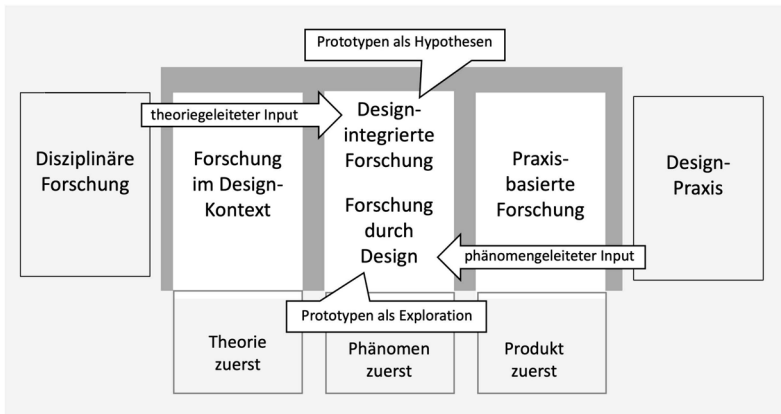 Prototypen als Hypothesen
theoriegeleiteter Input
Disziplinäre
Forschung
Forschung
im Design-
Kontext
Design-
integrierte
Forschung
Forschung
durch
Design
Praxis-
basierte
Forschung
Design-
Praxis
phänomengeleiteter Input
Prototypen als Exploration
Theorie
zuerst
Phänomen
zuerst
Produkt
zuerst